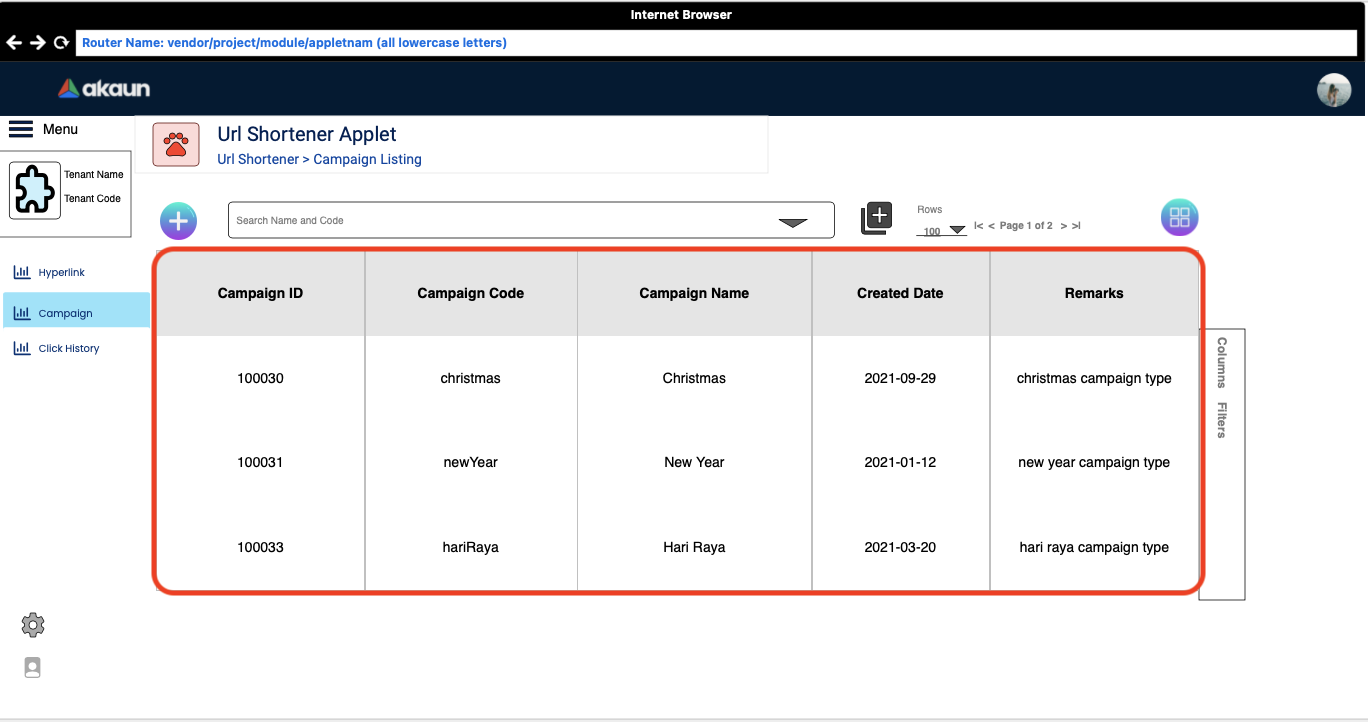 Internet Browser
Router Name: vendor/project/module/appletnam (all lowercase letters)
akaun
Menu
Url Shortener Applet
Url Shortener > Campaign Listing
Tenant Name
Tenant Code
Search Name and Code
Rows
100
|< < Page 1 of 2 > >|
Hyperlink
Campaign
Click History
Campaign ID Campaign Code Campaign Name Created Date Remarks
100030 christmas Christmas 2021-09-29 christmas campaign type
100031 newYear New Year 2021-01-12 new year campaign type
100033 hariRaya Hari Raya 2021-03-20 hari raya campaign type
Columns Filters